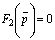 F₂(p̄) = 0